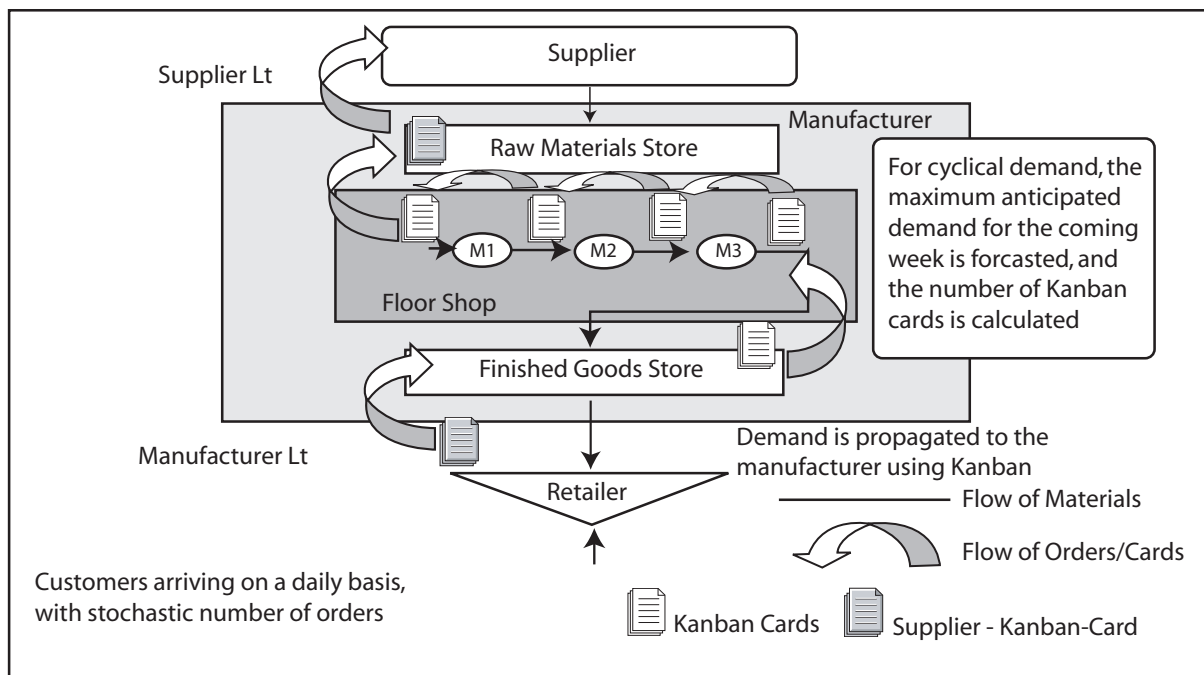 Supplier
Supplier Lt
Manufacturer
Raw Materials Store
For cyclical demand, the
maximum anticipated
demand for the coming
week is forcasted, and
the number of Kanban
cards is calculated
M1
M2
M3
Floor Shop
Finished Goods Store
Manufacturer Lt
Demand is propagated to the
manufacturer using Kanban
Retailer
Flow of Materials
Flow of Orders/Cards
Customers arriving on a daily basis,
with stochastic number of orders
Kanban Cards
Supplier - Kanban-Card